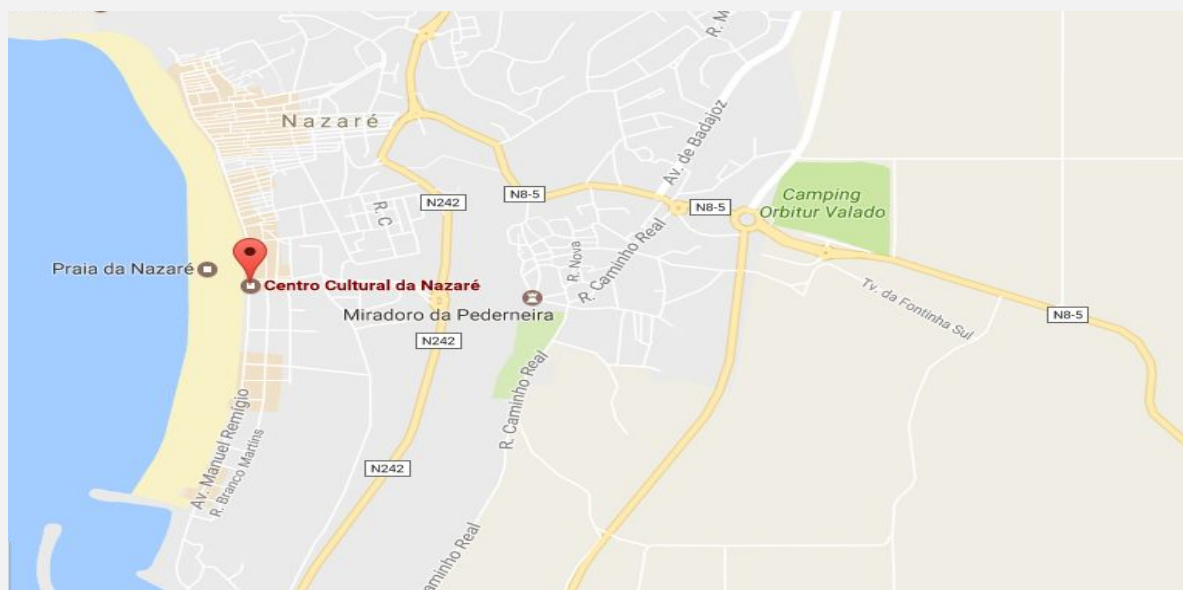 R. M
Nazaré
Av. de Badajoz
Camping
Orbitur Valado
N242
N8-5
N8-5
R. C
R. Nova
R. Caminho Real
Praia da Nazaré
Centro Cultural da Nazaré
Miradoro da Pederneira
Tv. da Fontinha Sul
N8-5
N242
R. Caminho Real
Av. Manuel Remígio
R. Branco Martins
N242
Caminho Real